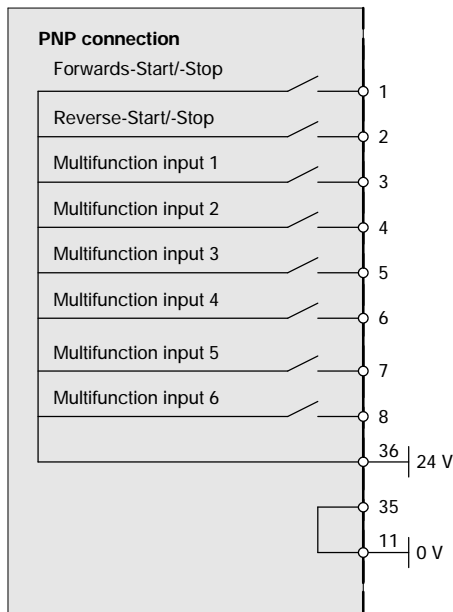 PNP connection
Forwards-Start/-Stop
1
Reverse-Start/-Stop
2
Multifunction input 1
3
Multifunction input 2
4
Multifunction input 3
5
Multifunction input 4
6
Multifunction input 5
7
Multifunction input 6
8
36 24 V
35
11 0 V